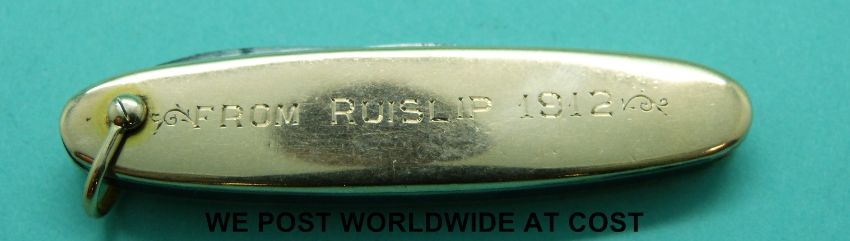 FROM RUISLIP 1912
WE POST WORLDWIDE AT COST